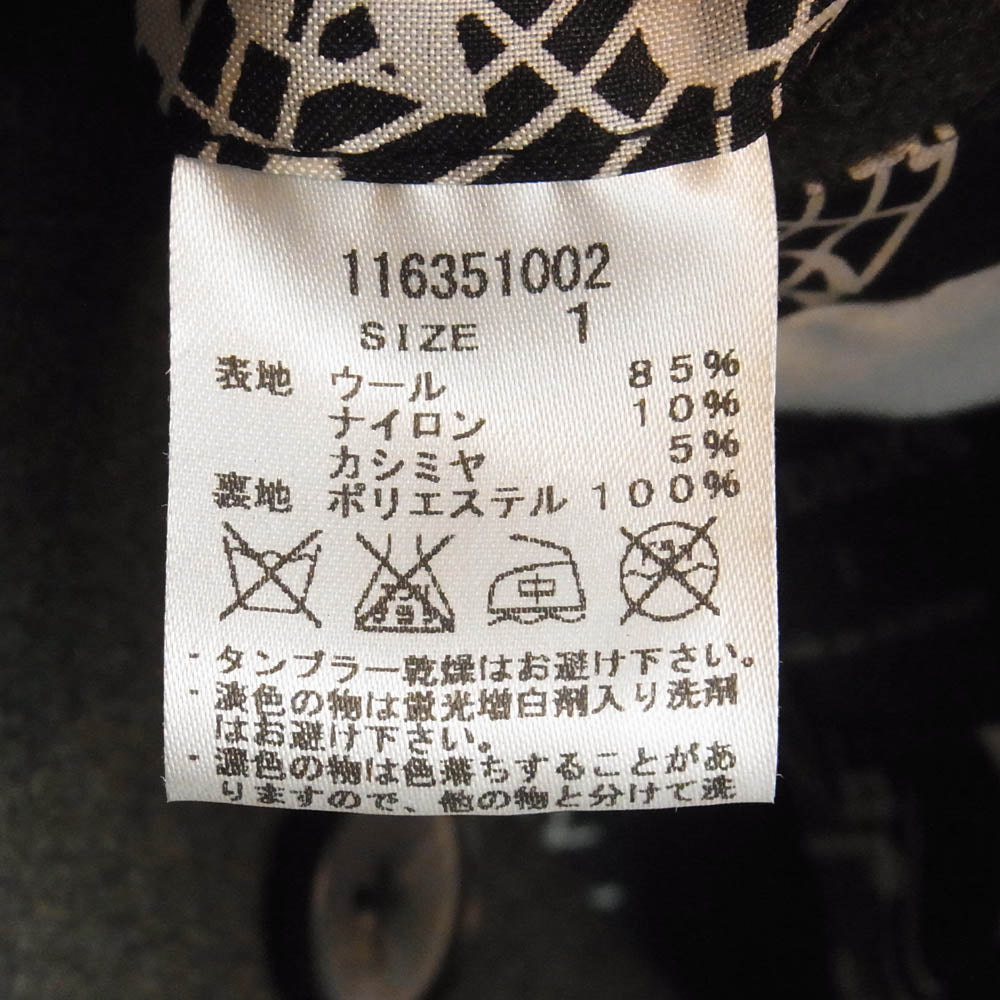 116351002
SIZE 1
表地 ウール 85%
ナイロン 10%
カシミヤ 5%
裏地 ポリエステル 100%
中
・タンブラー乾燥はお避け下さい。
・淡色の物は蛍光増白剤入り洗剤
はお避け下さい。
・濃色の物は色落ちすることがあ
りますので、他の物と分けて洗